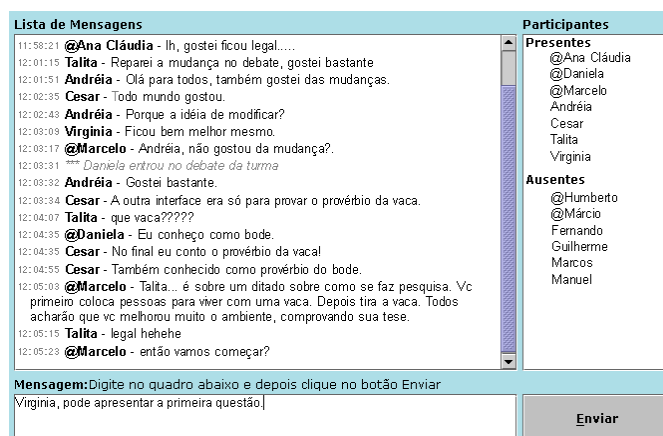 Lista de Mensagens
11:58:21 @Ana Cláudia - Ih, gostei ficou legal.....
12:01:15 Talita - Reparei a mudança no debate, gostei bastante
12:01:51 Andréia - Olá para todos, também gostei das mudanças.
12:02:35 Cesar - Todo mundo gostou.
12:02:43 Andréia - Porque a idéia de modificar?
12:03:09 Virginia - Ficou bem melhor mesmo.
12:03:17 @Marcelo - Andréia, não gostou da mudança?.
12:03:31 *** Daniela entrou no debate da turma
12:03:32 Andréia - Gostei bastante.
12:03:34 Cesar - A outra interface era só para provar o provérbio da vaca.
12:04:07 Talita - que vaca?????
12:04:35 @Daniela - Eu conheço como bode.
12:04:35 Cesar - No final eu conto o provérbio da vaca!
12:04:55 Cesar - Também conhecido como provérbio do bode.
12:05:03 @Marcelo - Talita... é sobre um ditado sobre como se faz pesquisa. Vc
primeiro coloca pessoas para viver com uma vaca. Depois tira a vaca. Todos
acharão que vc melhorou muito o ambiente, comprovando sua tese.
12:05:15 Talita - legal hehehe
12:05:23 @Marcelo - então vamos começar?
Participantes
Presentes
@Ana Cláudia
@Daniela
@Marcelo
Andréia
Cesar
Talita
Virginia
Ausentes
@Humberto
@Márcio
Fernando
Guilherme
Marcos
Manuel
Mensagem:Digite no quadro abaixo e depois clique no botão Enviar
Virginia, pode apresentar a primeira questão.
Enviar